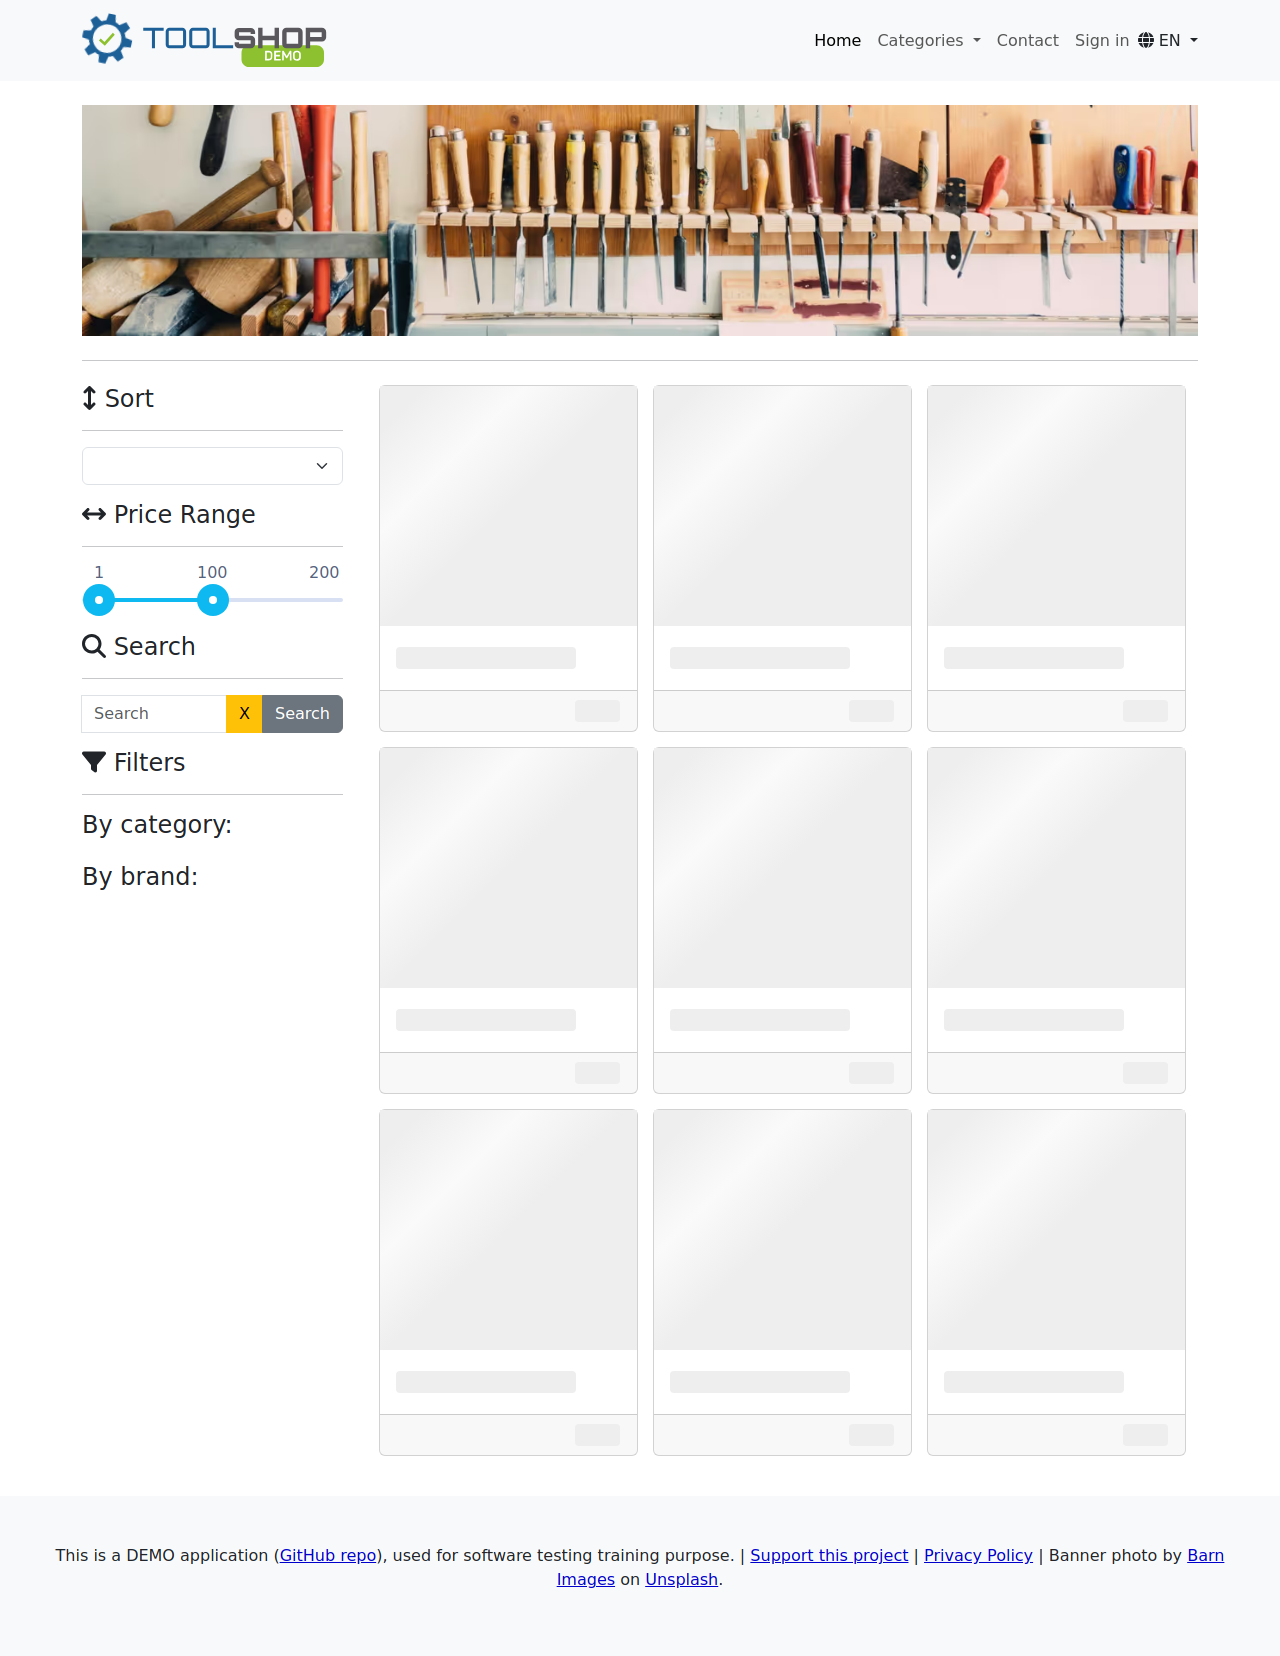 TOOLSHOP
DEMO
Home Categories Contact Sign in EN
Sort
Price Range
1 100 200
Search
Search X Search
Filters
By category:
By brand:
This is a DEMO application (GitHub repo), used for software testing training purpose. | Support this project | Privacy Policy | Banner photo by Barn
Images on Unsplash.